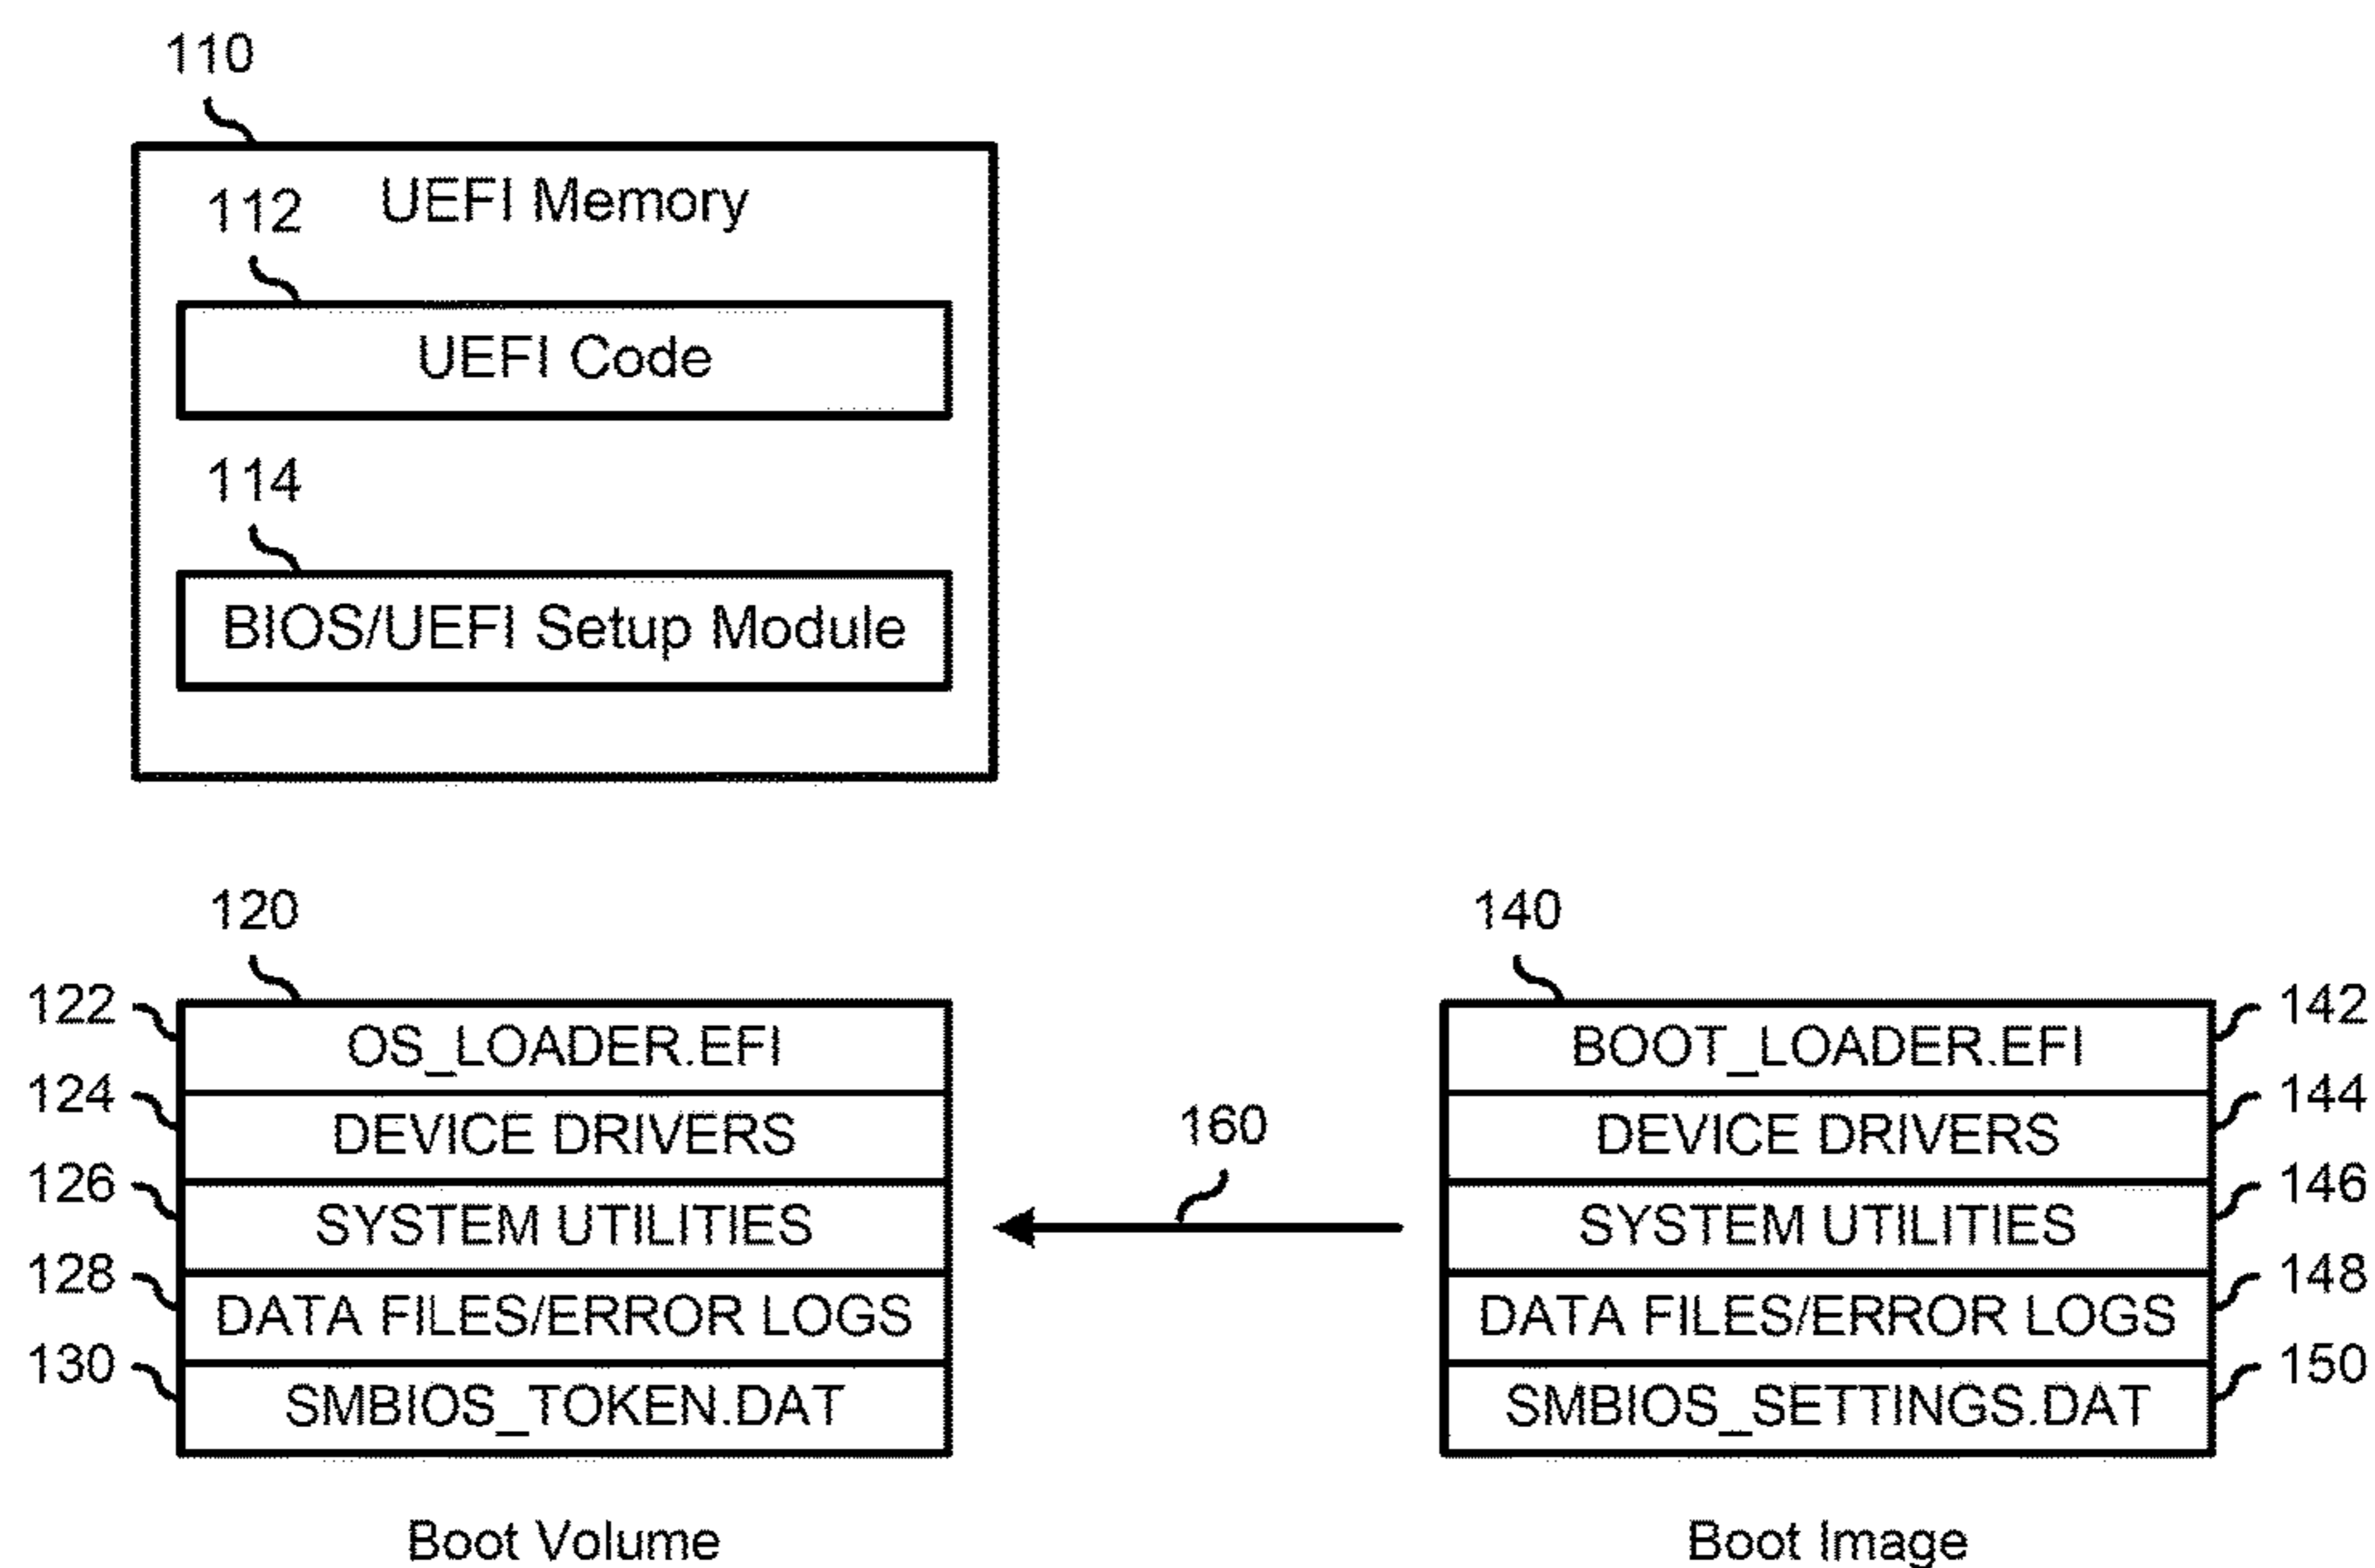 110
UEFI Memory
112
UEFI Code
114
BIOS/UEFI Setup Module
120
122
OS_LOADER.EFI
124
DEVICE DRIVERS
126
SYSTEM UTILITIES
128
DATA FILES/ERROR LOGS
130
SMBIOS_TOKEN.DAT
Boot Volume
160
140
BOOT_LOADER.EFI
142
DEVICE DRIVERS
144
SYSTEM UTILITIES
146
DATA FILES/ERROR LOGS
148
SMBIOS_SETTINGS.DAT
150
Boot Image